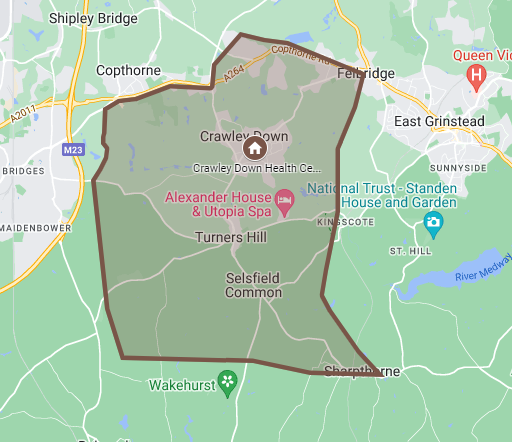 Shipley Bridge
Copthorne
Copthorne Rd
A264
Felbridge
Queen Vic
A2011
East Grinstead
M23
Crawley Down
Crawley Down Health Ce...
SUNNYSIDE
BRIDGES
Alexander House
& Utopia Spa
National Trust - Standen
House and Garden
KINGSCOTE
MAIDENBOWER
Turners Hill
ST. HILL
River Medway
Selsfield
Common
Sharpthorne
Wakehurst